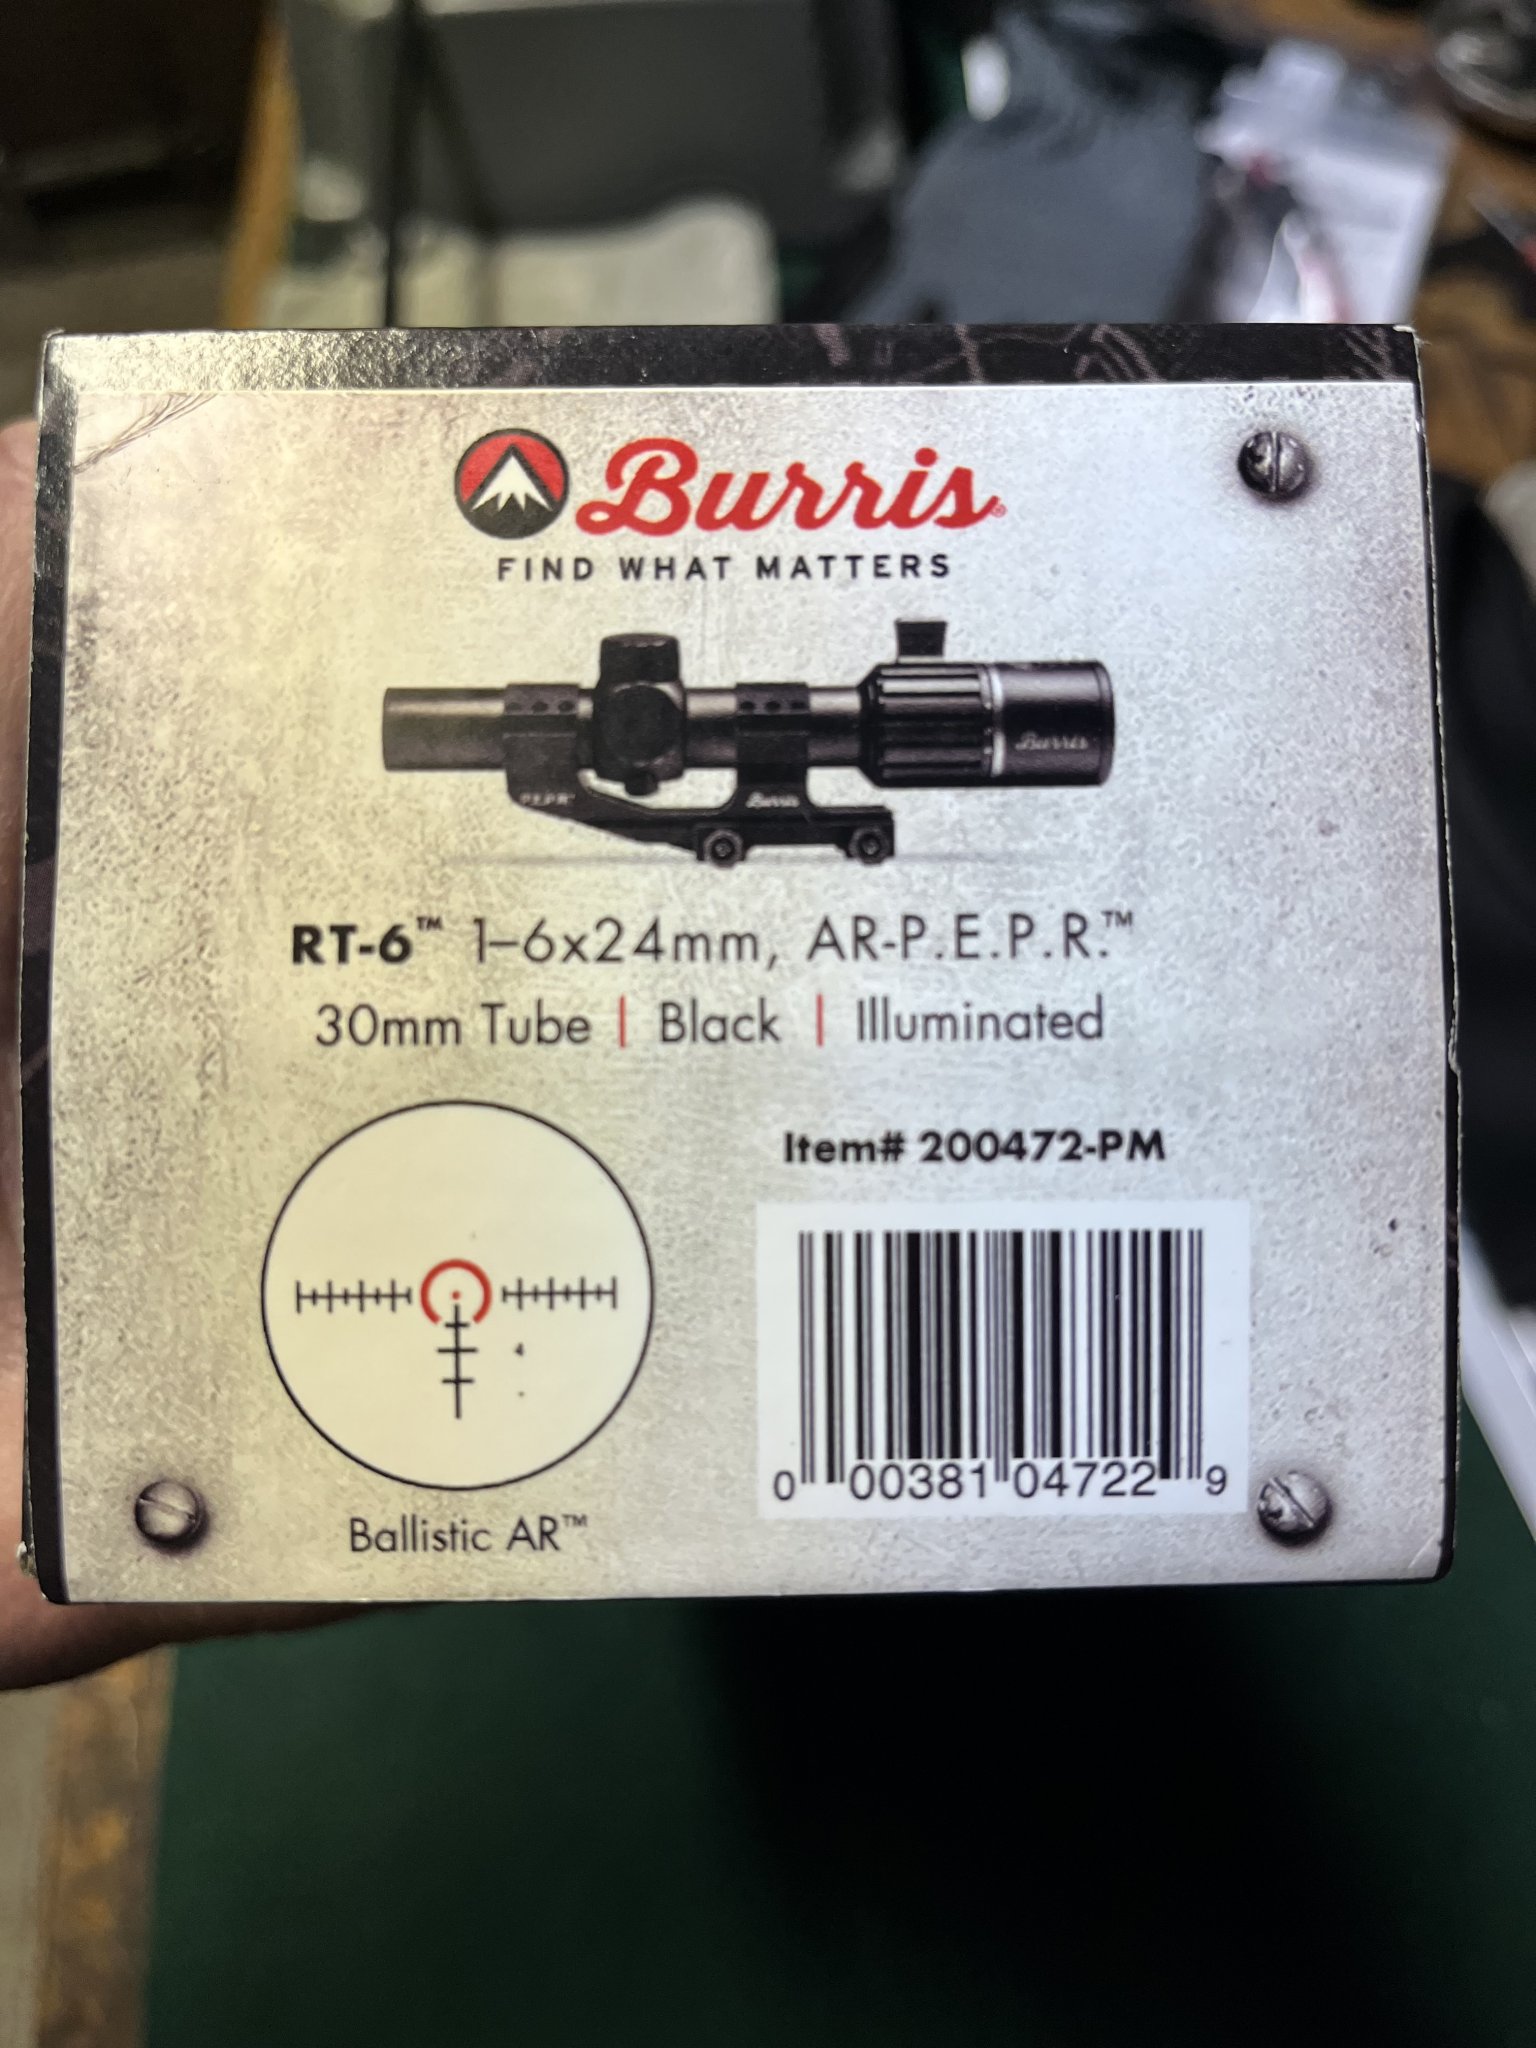 Burris®
FIND WHAT MATTERS
Burris
P.E.P.R.
Burris
RT-6™ 1–6x24mm, AR-P.E.P.R.™
30mm Tube | Black | Illuminated
Item# 200472-PM
4
0 00381 04722 9
Ballistic AR™